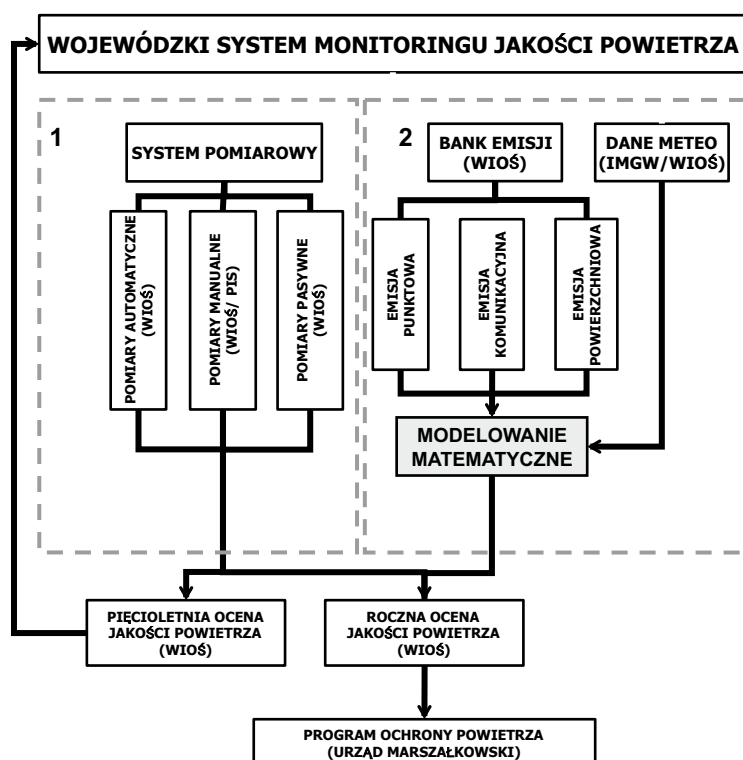 WOJEWÓDZKI SYSTEM MONITORINGU JAKOŚCI POWIETRZA
1
SYSTEM POMIAROWY
POMIARY AUTOMATYCZNE
(WIOŚ)
POMIARY MANUALNE
(WIOŚ/ PIS)
POMIARY PASYWNE
(WIOŚ)
2
BANK EMISJI
(WIOŚ)
DANE METEO
(IMGW/WIOŚ)
EMISJA
PUNKTOWA
EMISJA
KOMUNIKACYJNA
EMISJA
POWIERZCHNIOWA
MODELOWANIE
MATEMATYCZNE
PIĘCIOLETNIA OCENA
JAKOŚCI POWIETRZA
(WIOŚ)
ROCZNA OCENA
JAKOŚCI POWIETRZA
(WIOŚ)
PROGRAM OCHRONY POWIETRZA
(URZĄD MARSZAŁKOWSKI)